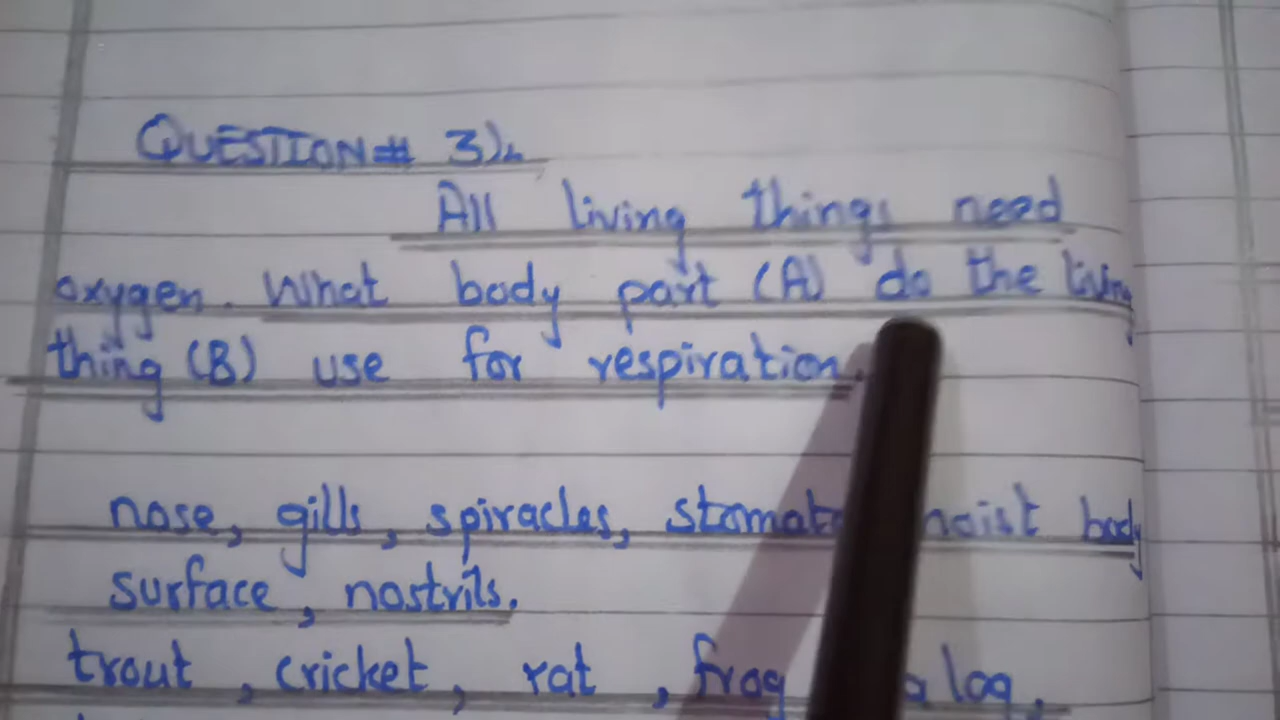 QUESTION# 3).
All living things need
oxygen. What body part (A) do the living
thing (B) use for respiration.
nose, gills, spiracles, stomata moist body
surface, nostrils.
trout, cricket, rat, frog a log,